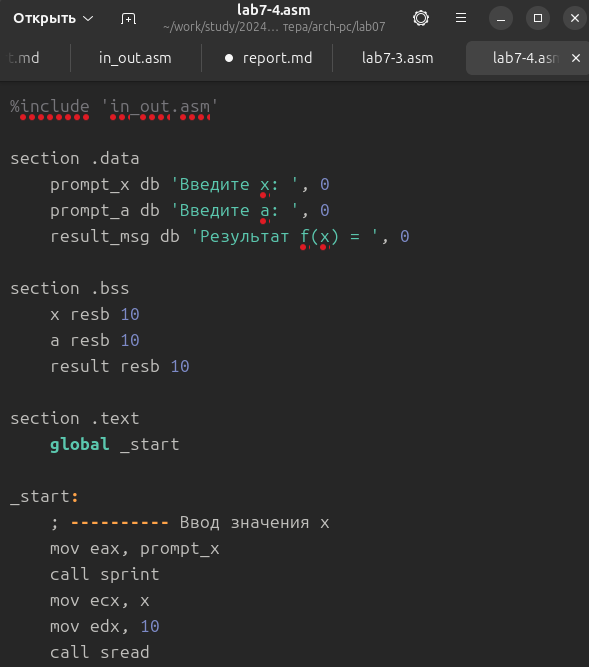 Открыть
lab7-4.asm
~/work/study/2024… тера/arch-pc/lab07
t.md
in_out.asm
report.md
lab7-3.asm
lab7-4.asm
%include 'in_out.asm'
section .data
prompt_x db 'Введите x: ', 0
prompt_a db 'Введите a: ', 0
result_msg db 'Результат f(x) = ', 0
section .bss
x resb 10
a resb 10
result resb 10
section .text
global _start
_start:
; ---------- Ввод значения x
mov eax, prompt_x
call sprint
mov ecx, x
mov edx, 10
call sread